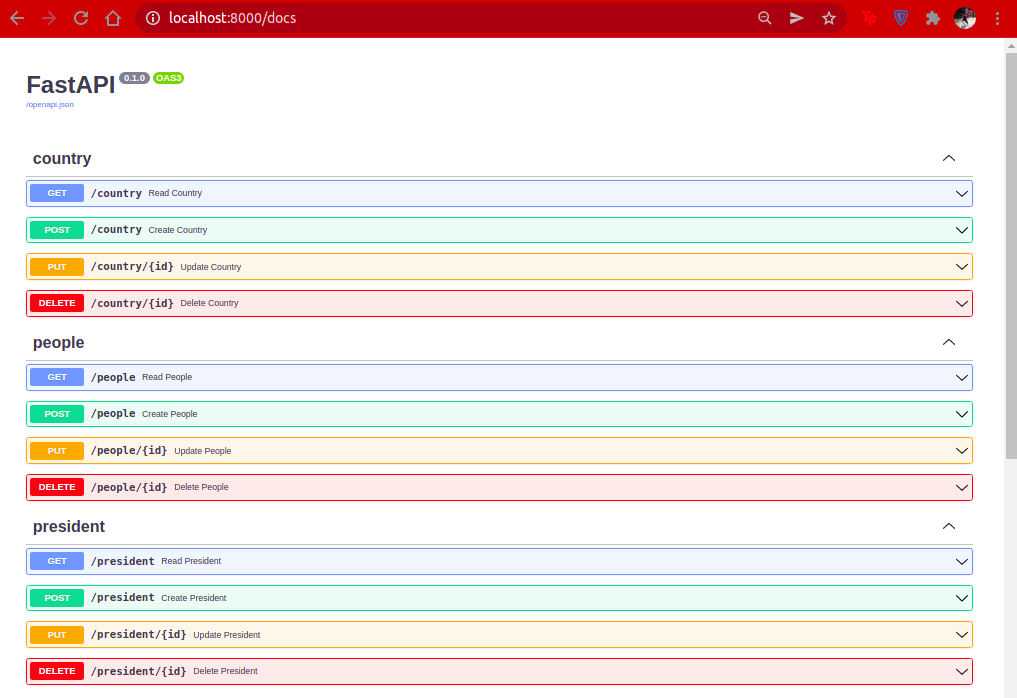 localhost:8000/docs
FastAPI 0.1.0 OAS3
/openapi.json
country
GET /country Read Country
POST /country Create Country
PUT /country/{id} Update Country
DELETE /country/{id} Delete Country
people
GET /people Read People
POST /people Create People
PUT /people/{id} Update People
DELETE /people/{id} Delete People
president
GET /president Read President
POST /president Create President
PUT /president/{id} Update President
DELETE /president/{id} Delete President